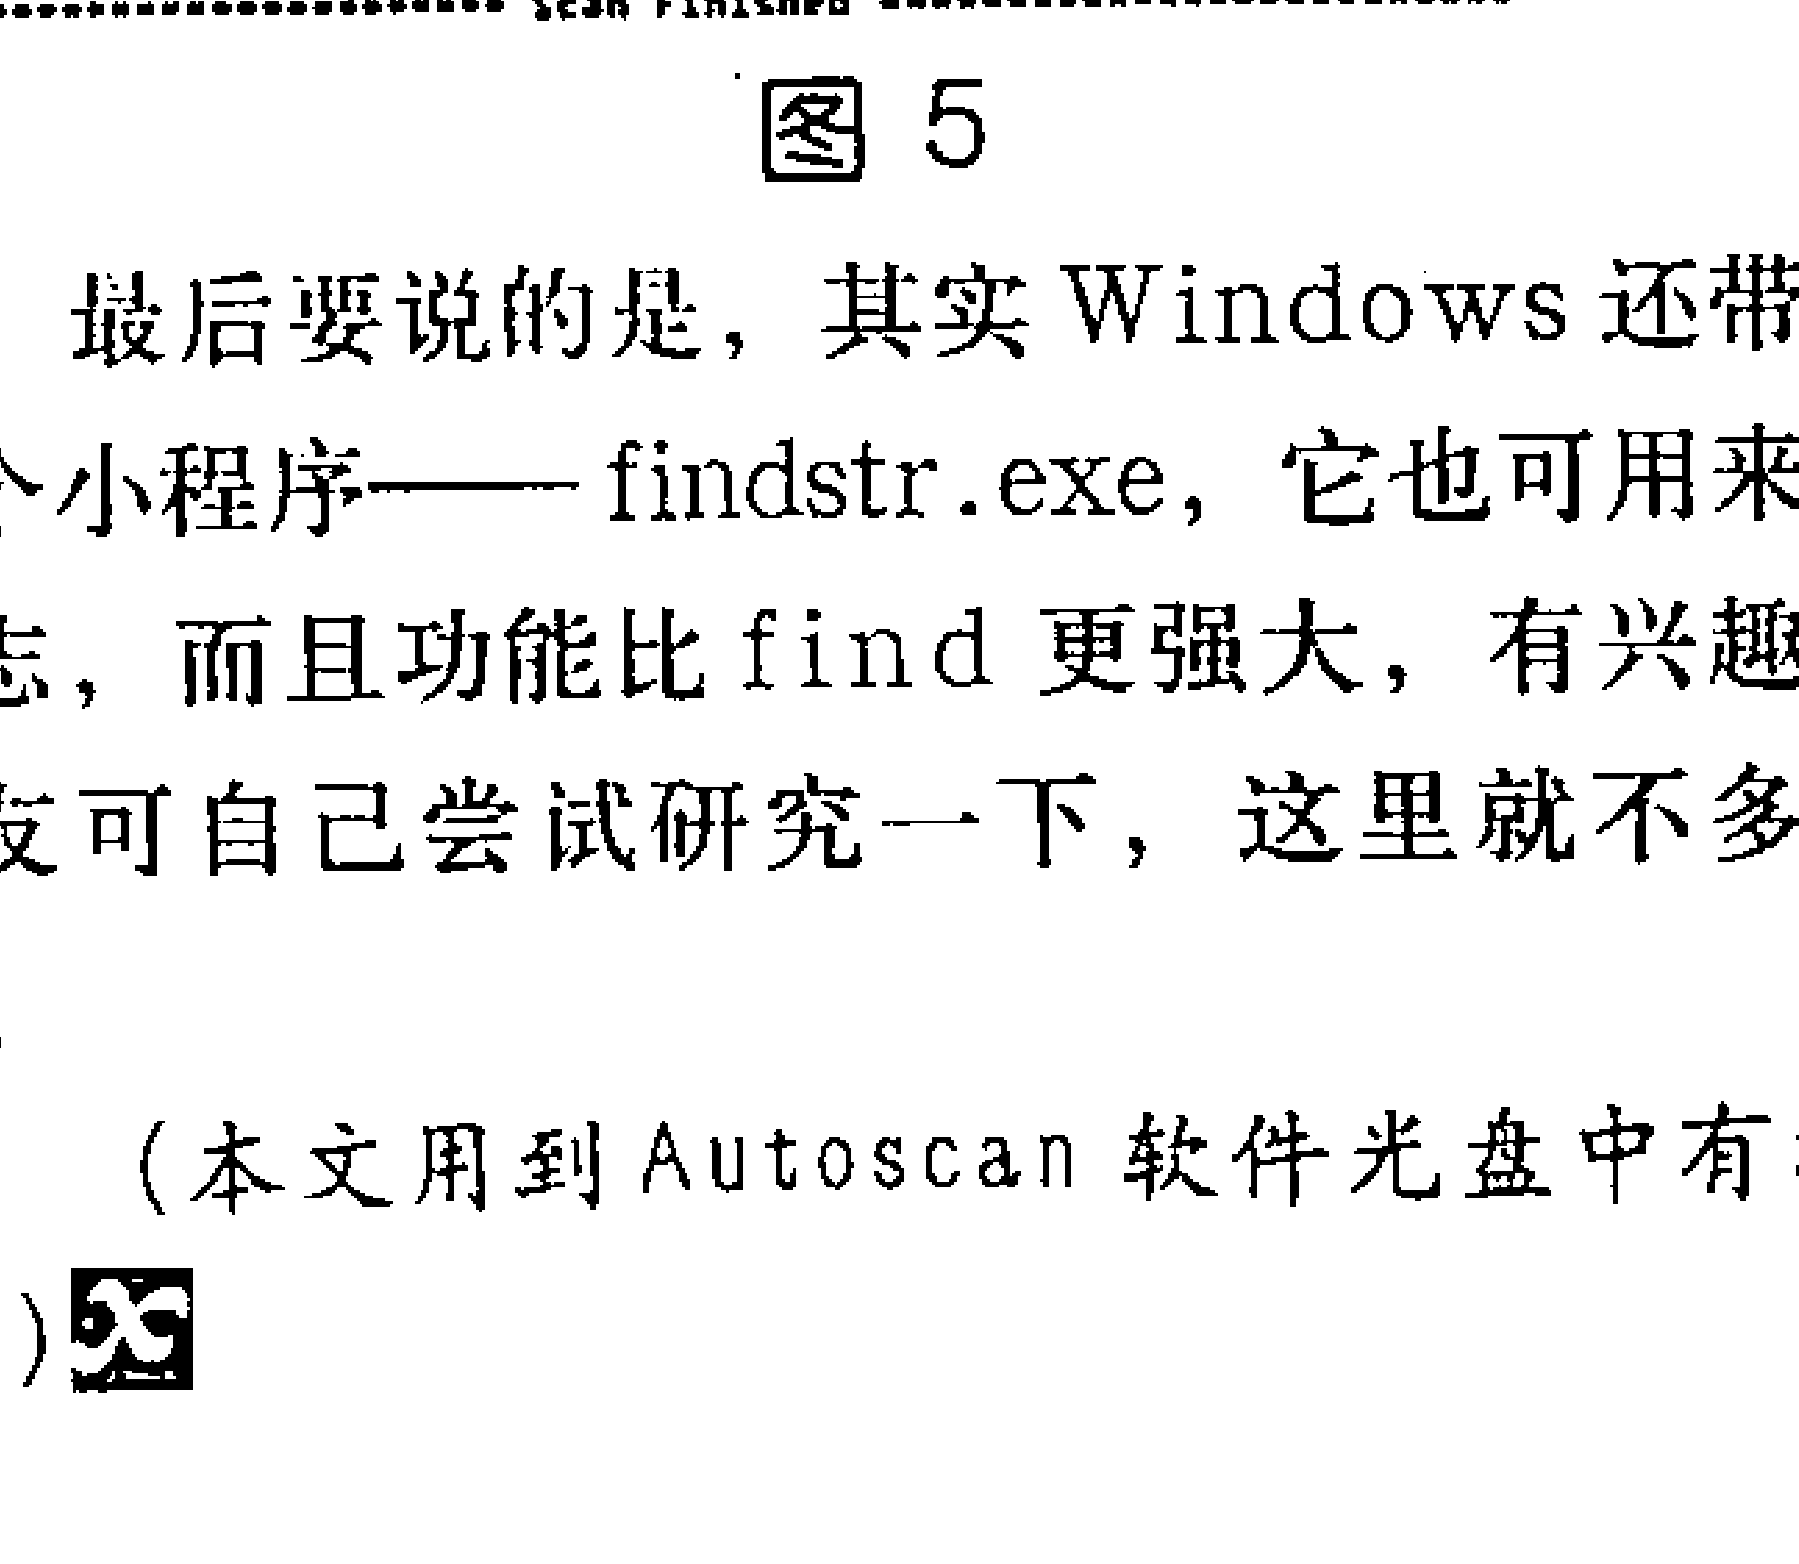 Scan Finished
图 5
最后要说的是，其实 Windows 还带
个小程序——findstr.exe，它也可用来
志，而且功能比 find 更强大，有兴趣
友可自己尝试研究一下，这里就不多
（本文用到 Autoscan 软件光盘中有
）